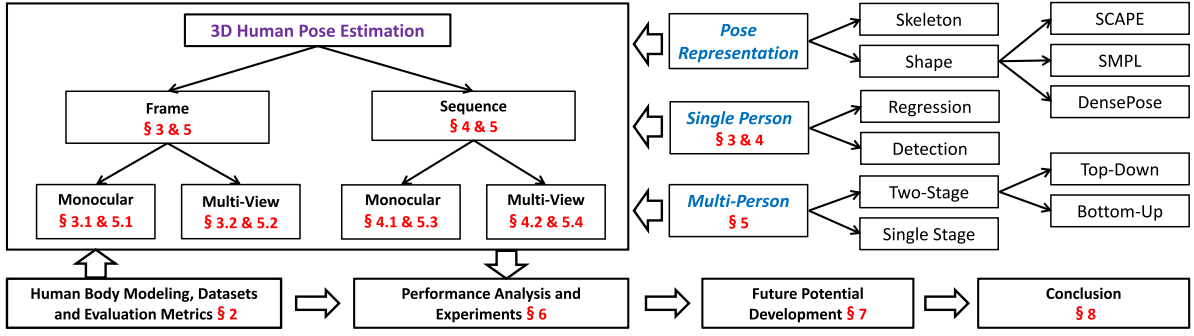 3D Human Pose Estimation
Frame
§ 3 & 5
Sequence
§ 4 & 5
Monocular
§ 3.1 & 5.1
Multi-View
§ 3.2 & 5.2
Monocular
§ 4.1 & 5.3
Multi-View
§ 4.2 & 5.4
Pose
Representation
Skeleton
Shape
SCAPE
SMPL
DensePose
Single Person
§ 3 & 4
Regression
Detection
Multi-Person
§ 5
Two-Stage
Single Stage
Top-Down
Bottom-Up
Human Body Modeling, Datasets
and Evaluation Metrics § 2
Performance Analysis and
Experiments § 6
Future Potential
Development § 7
Conclusion
§ 8